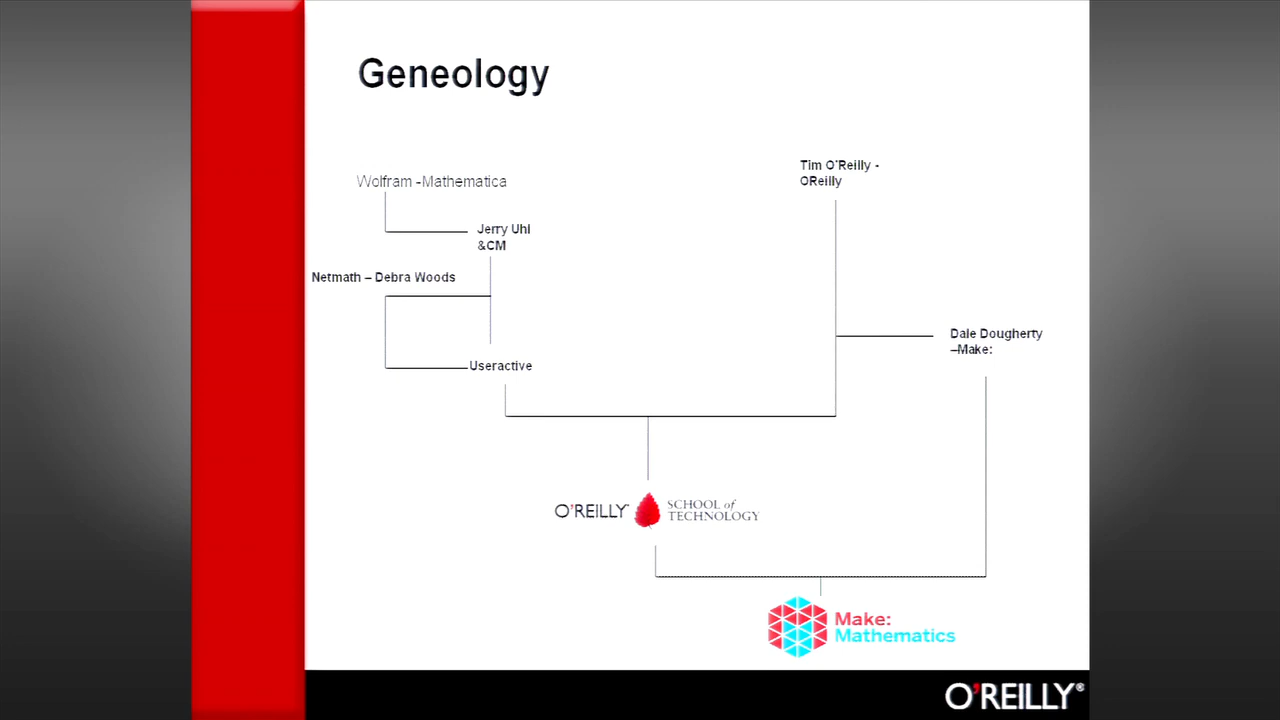 Geneology
Tim O'Reilly -
OReilly
Wolfram -Mathematica
Jerry Uhl
&CM
Netmath – Debra Woods
Dale Dougherty
–Make:
Useractive
O'REILLY SCHOOL of
TECHNOLOGY
Make:
Mathematics
O'REILLY®